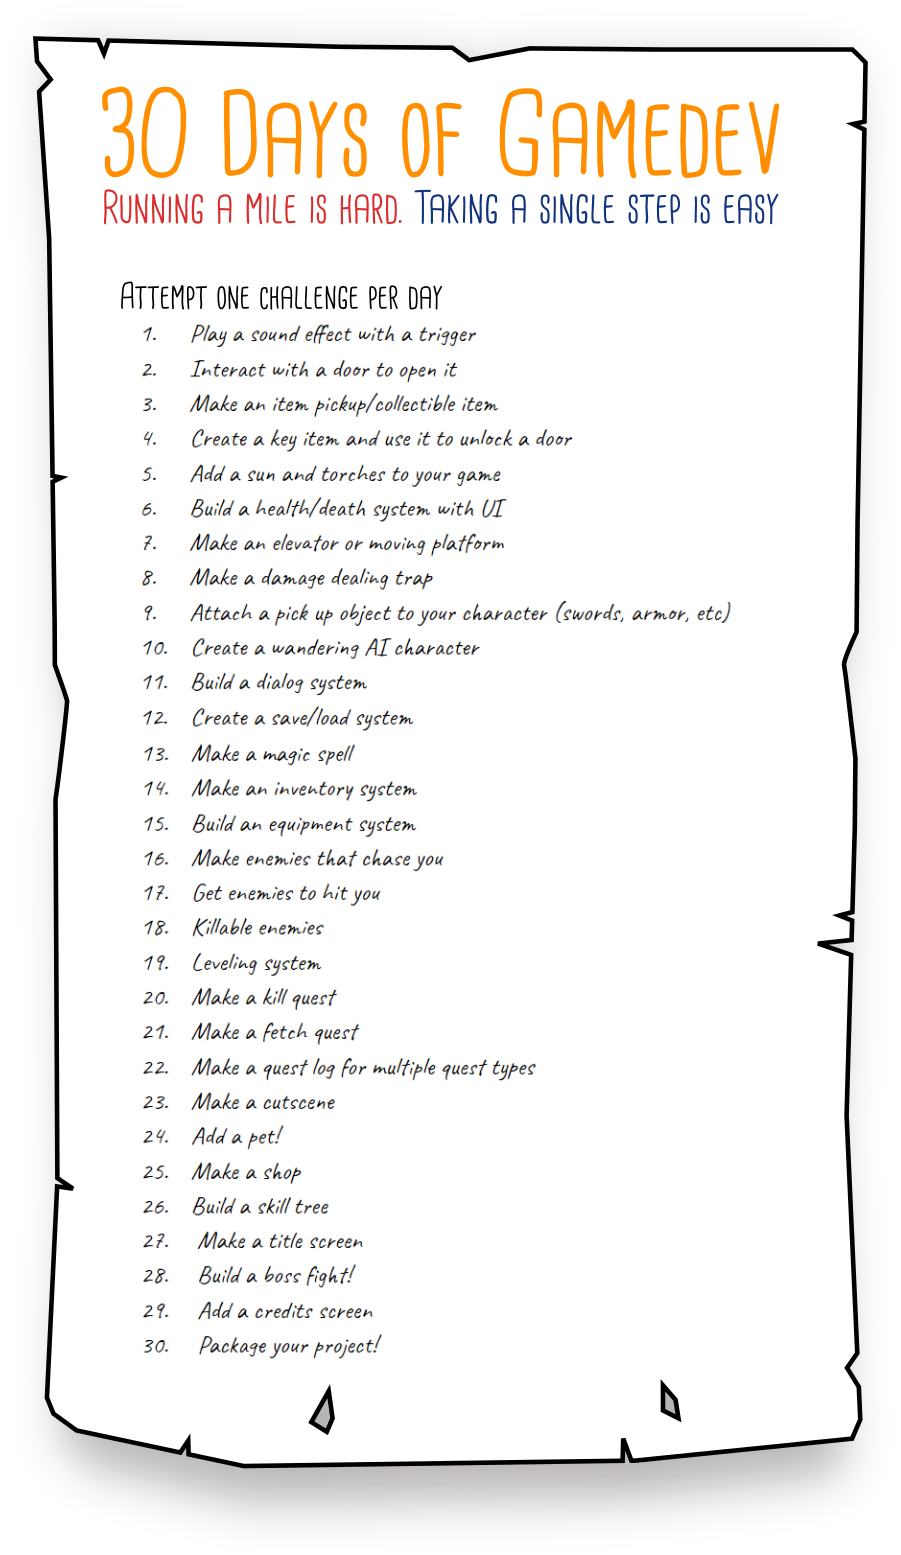 30 Days of Gamedev
Running a mile is hard. Taking a single step is easy
Attempt one challenge per day
1. Play a sound effect with a trigger
2. Interact with a door to open it
3. Make an item pickup/collectible item
4. Create a key item and use it to unlock a door
5. Add a sun and torches to your game
6. Build a health/death system with UI
7. Make an elevator or moving platform
8. Make a damage dealing trap
9. Attach a pick up object to your character (swords, armor, etc)
10. Create a wandering AI character
11. Build a dialog system
12. Create a save/load system
13. Make a magic spell
14. Make an inventory system
15. Build an equipment system
16. Make enemies that chase you
17. Get enemies to hit you
18. Killable enemies
19. Leveling system
20. Make a kill quest
21. Make a fetch quest
22. Make a quest log for multiple quest types
23. Make a cutscene
24. Add a pet!
25. Make a shop
26. Build a skill tree
27. Make a title screen
28. Build a boss fight!
29. Add a credits screen
30. Package your project!